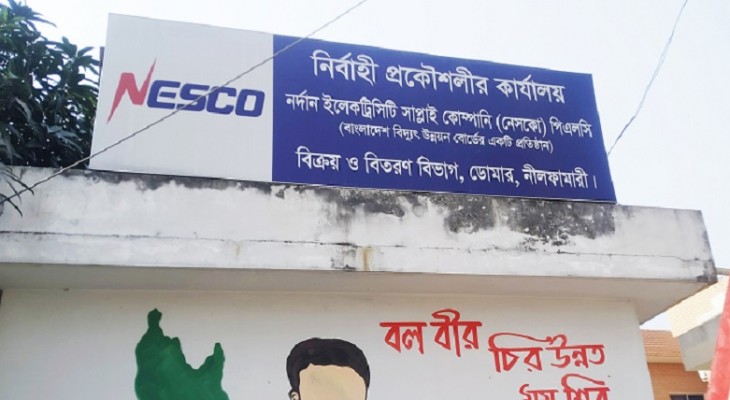 NESCO
নির্বাহী প্রকৌশলীর কার্যালয়
নর্দান ইলেকট্রিসিটি সাপ্লাই কোম্পানি (নেসকো) পিএলসি
(বাংলাদেশ বিদ্যুৎ উন্নয়ন বোর্ডের একটি প্রতিষ্ঠান)
বিক্রয় ও বিতরণ বিভাগ, ডোমার, নীলফামারী।
বল বীর
চির উন্নত
মম শির